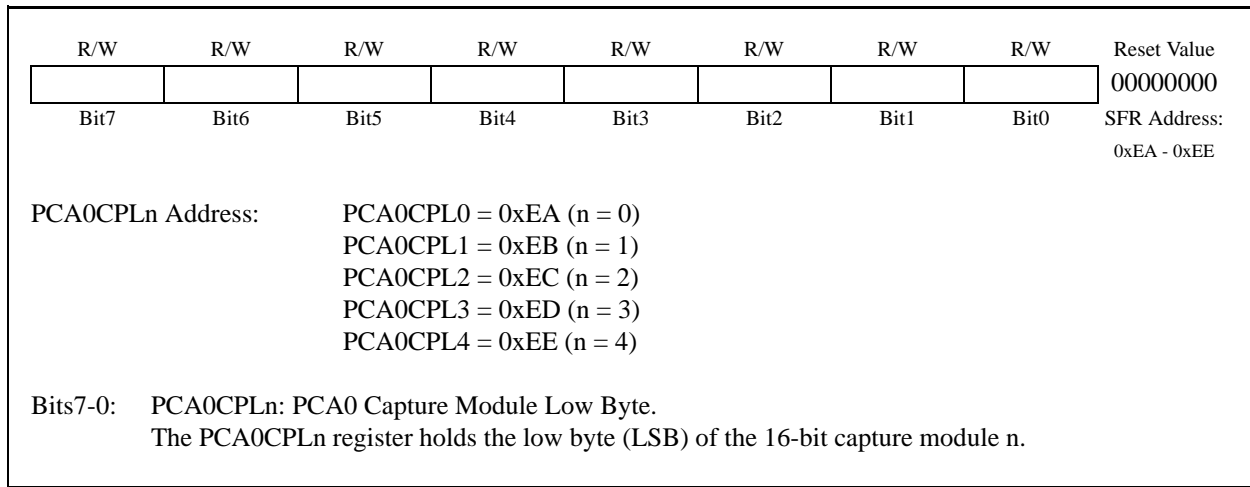 R/W R/W R/W R/W R/W R/W R/W R/W Reset Value
00000000
Bit7 Bit6 Bit5 Bit4 Bit3 Bit2 Bit1 Bit0 SFR Address:
0xEA - 0xEE
PCA0CPLn Address: PCA0CPL0 = 0xEA (n = 0)
PCA0CPL1 = 0xEB (n = 1)
PCA0CPL2 = 0xEC (n = 2)
PCA0CPL3 = 0xED (n = 3)
PCA0CPL4 = 0xEE (n = 4)
Bits7-0: PCA0CPLn: PCA0 Capture Module Low Byte.
The PCA0CPLn register holds the low byte (LSB) of the 16-bit capture module n.